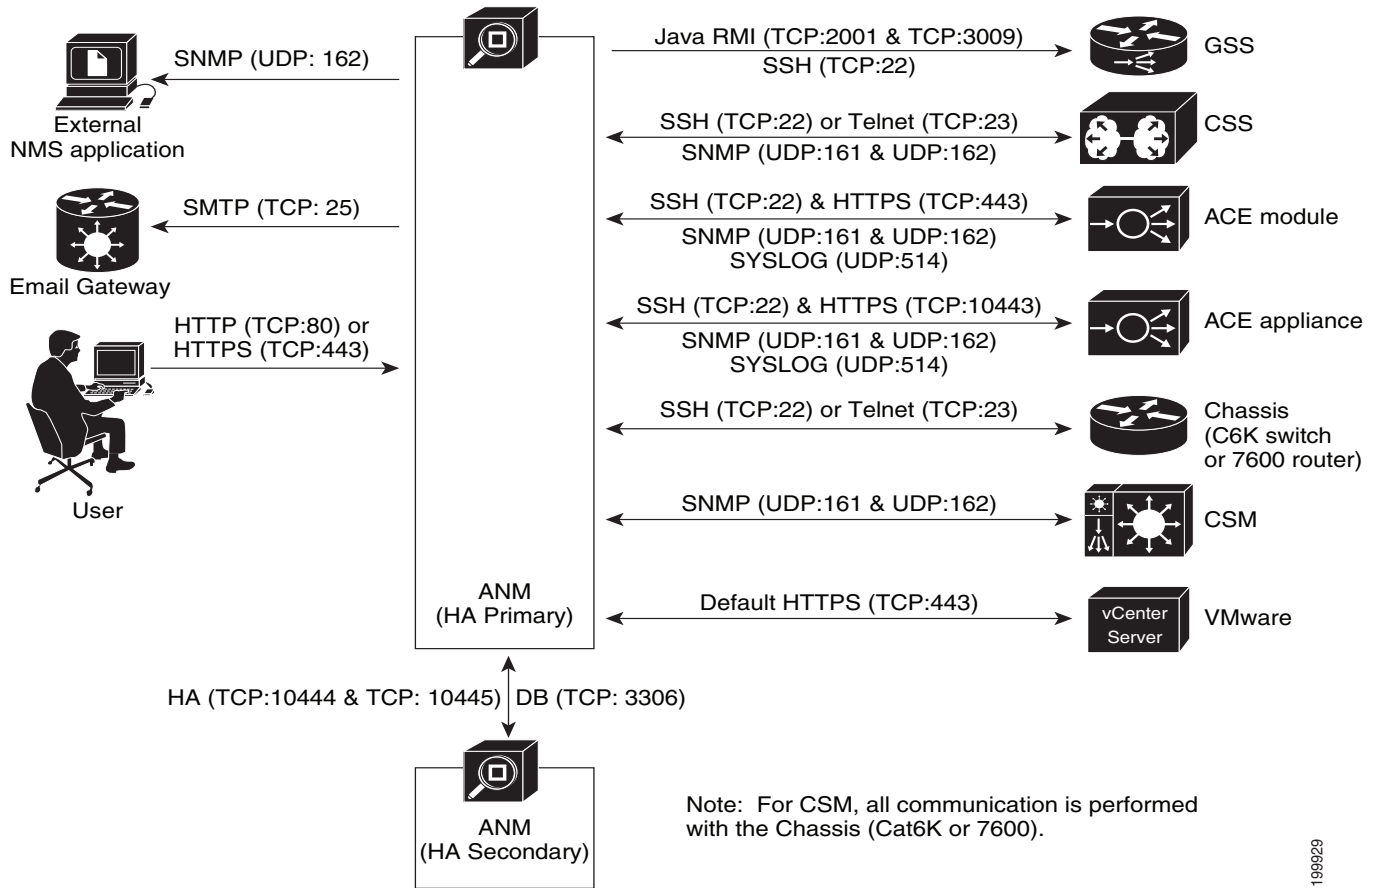 SNMP (UDP: 162)
External
NMS application
SMTP (TCP: 25)
Email Gateway
HTTP (TCP:80) or
HTTPS (TCP:443)
User
ANM
(HA Primary)
Java RMI (TCP:2001 & TCP:3009)
SSH (TCP:22)
GSS
SSH (TCP:22) or Telnet (TCP:23)
SNMP (UDP:161 & UDP:162)
CSS
SSH (TCP:22) & HTTPS (TCP:443)
SNMP (UDP:161 & UDP:162)
SYSLOG (UDP:514)
ACE module
SSH (TCP:22) & HTTPS (TCP:10443)
SNMP (UDP:161 & UDP:162)
SYSLOG (UDP:514)
ACE appliance
SSH (TCP:22) or Telnet (TCP:23)
Chassis
(C6K switch
or 7600 router)
SNMP (UDP:161 & UDP:162)
CSM
Default HTTPS (TCP:443)
vCenter
Server
VMware
HA (TCP:10444 & TCP: 10445)
DB (TCP: 3306)
ANM
(HA Secondary)
Note: For CSM, all communication is performed
with the Chassis (Cat6K or 7600).
199929